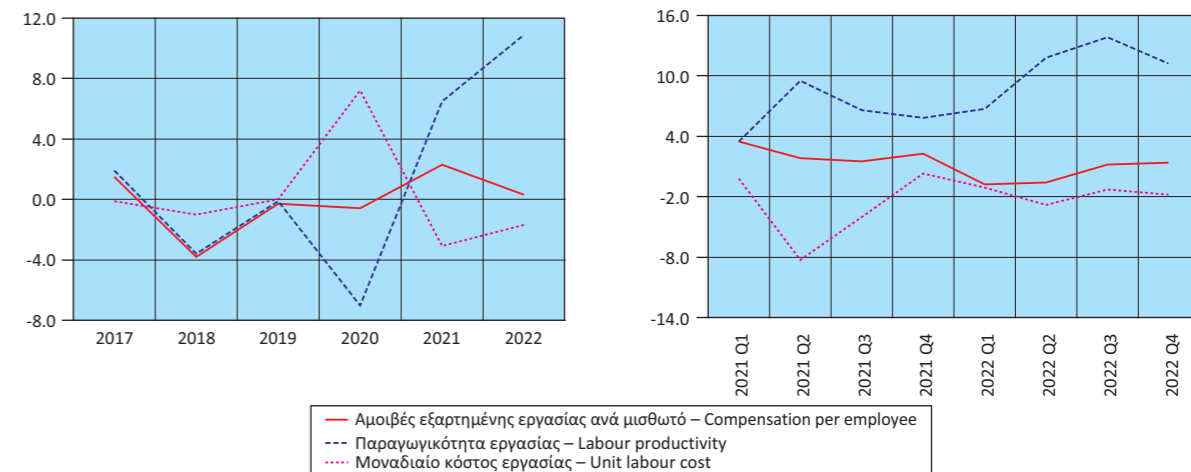 12.0
8.0
4.0
0.0
-4.0
-8.0
2017 2018 2019 2020 2021 2022
16.0
10.0
4.0
-2.0
-8.0
-14.0
2021 Q1
2021 Q2
2021 Q3
2021 Q4
2022 Q1
2022 Q2
2022 Q3
2022 Q4
Αμοιβές εξαρτημένης εργασίας ανά μισθωτό – Compensation per employee
Παραγωγικότητα εργασίας – Labour productivity
Μοναδιαίο κόστος εργασίας – Unit labour cost